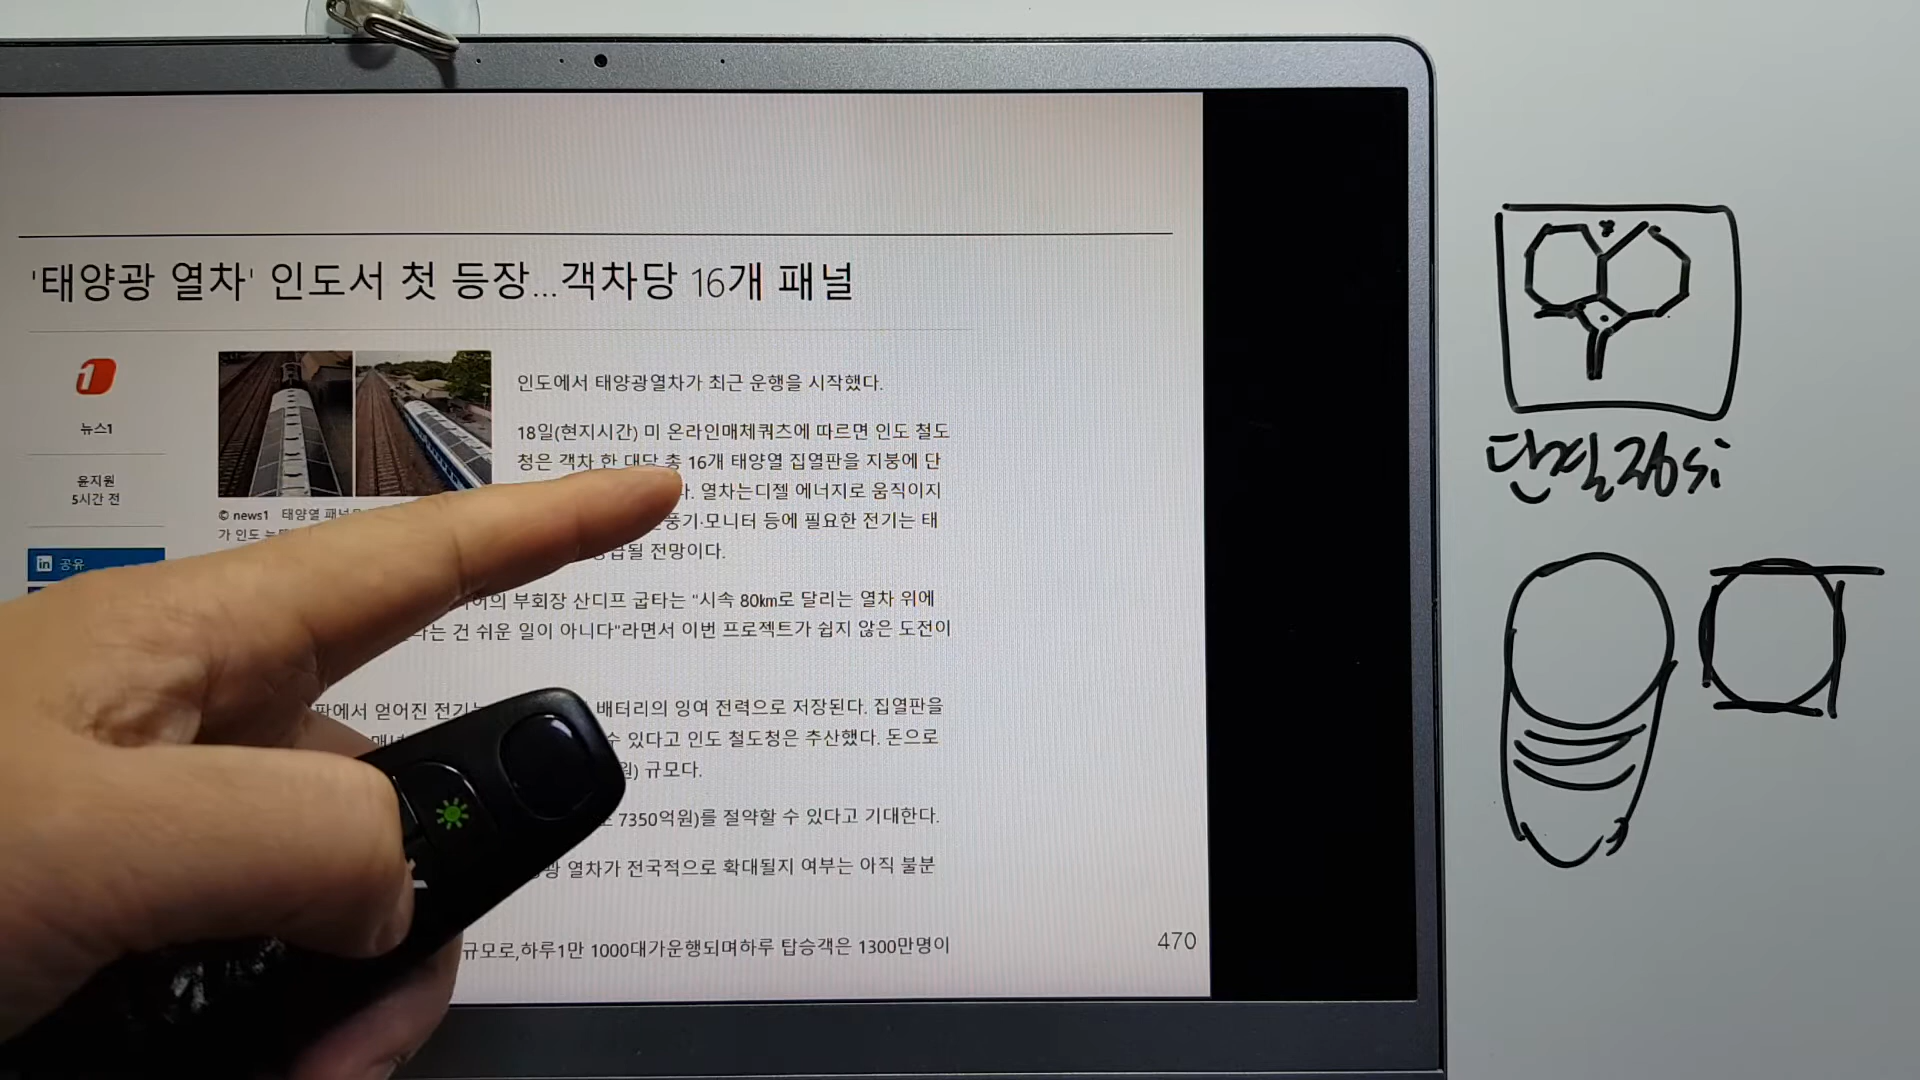 '태양광 열차' 인도서 첫 등장...객차당 16개 패널
1
뉴스1
윤지원
5시간 전
in 공유
© news1 태양열 패널
가 인도
인도에서 태양광열차가 최근 운행을 시작했다.
18일(현지시간) 미 온라인매체쿼츠에 따르면 인도 철도
청은 객차 한 대당 총 16개 태양열 집열판을 지붕에 단
다. 열차는디젤 에너지로 움직이지
풍기·모니터 등에 필요한 전기는 태
급될 전망이다.
의 부회장 산디프 굽타는 "시속 80km로 달리는 열차 위에
는 건 쉬운 일이 아니다"라면서 이번 프로젝트가 쉽지 않은 도전이
판에서 얻어진 전기는 배터리의 잉여 전력으로 저장된다. 집열판을
수 있다고 인도 철도청은 추산했다. 돈으로
원) 규모다.
7350억원)를 절약할 수 있다고 기대한다.
열차가 전국적으로 확대될지 여부는 아직 불분
규모로,하루1만 1000대가운행되며하루 탑승객은 1300만명이
470
단결정si